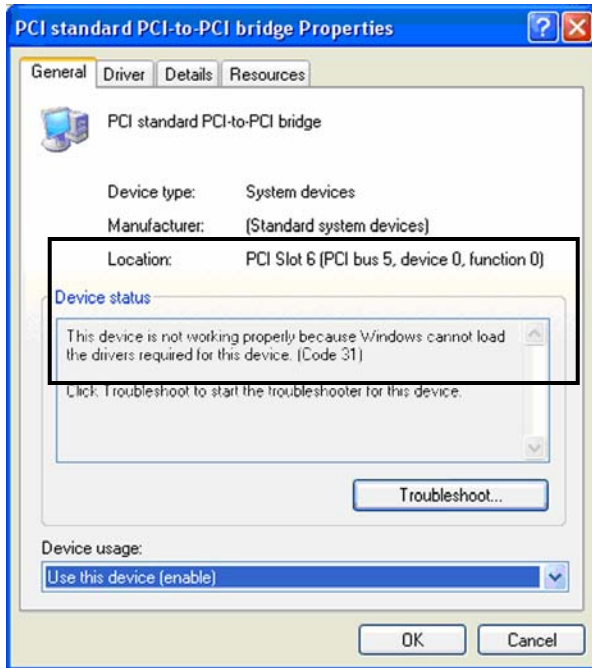 PCI standard PCI-to-PCI bridge Properties
General Driver Details Resources
PCI standard PCI-to-PCI bridge
Device type: System devices
Manufacturer: (Standard system devices)
Location: PCI Slot 6 (PCI bus 5, device 0, function 0)
Device status
This device is not working properly because Windows cannot load
the drivers required for this device. (Code 31)
Click Troubleshoot to start the troubleshooter for this device.
Troubleshoot...
Device usage:
Use this device (enable)
OK Cancel